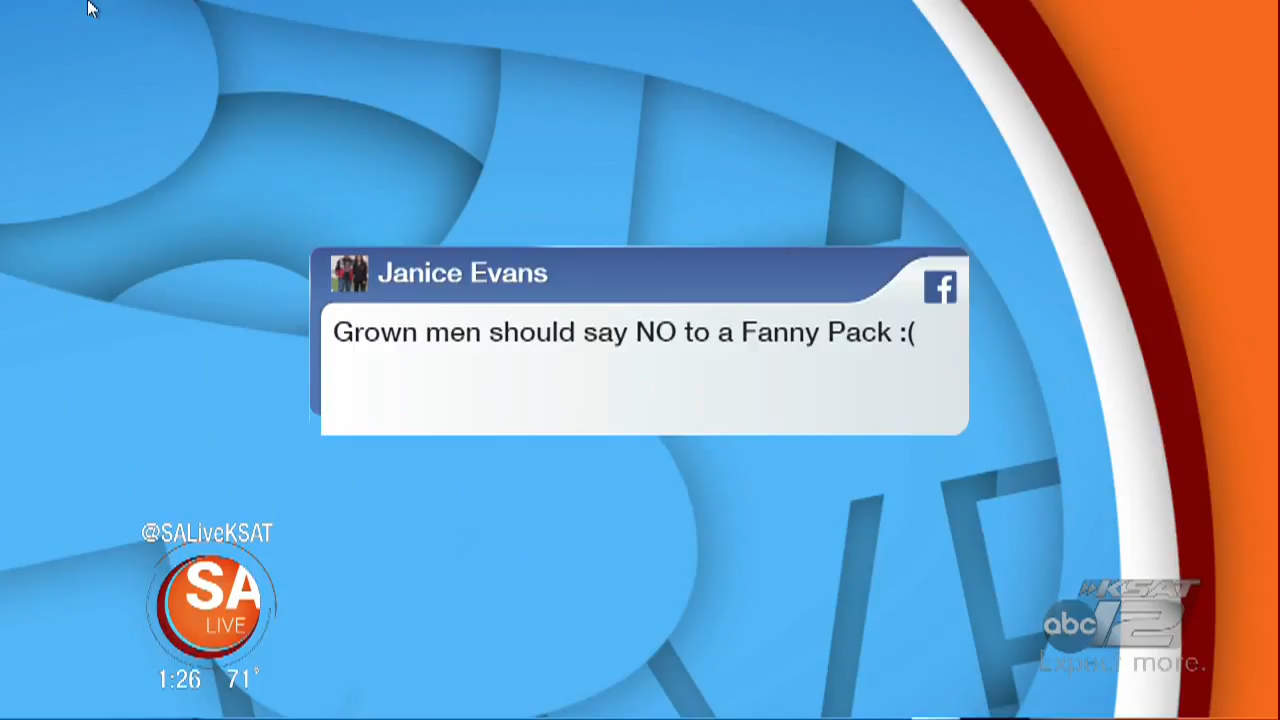 Janice Evans
f
Grown men should say NO to a Fanny Pack :(
@SALiveKSAT
SA
LIVE
1:26 71°
KSAT
abc 12
Expect more.